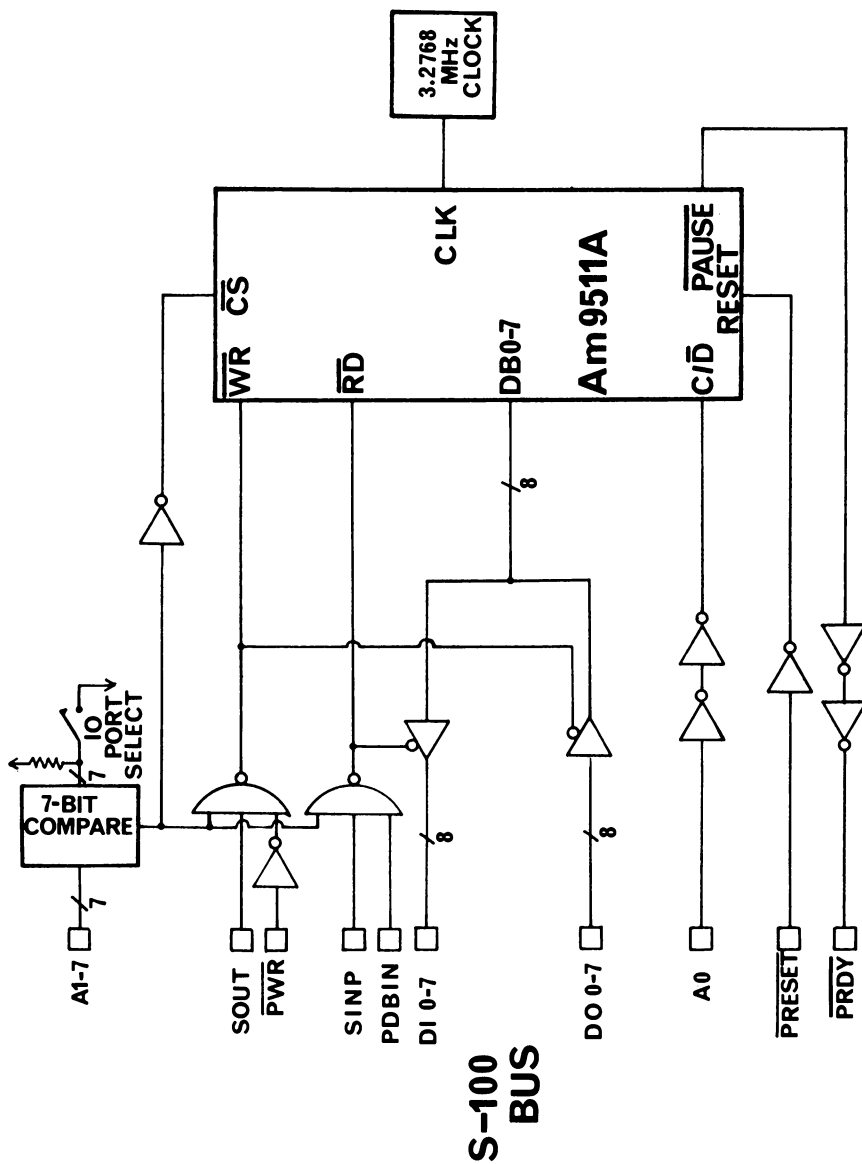 3.2768
MHz
CLOCK
CLK
CS
WR
RD
DB0-7
Am9511A
C/D
PAUSE
RESET
8
IO
PORT
SELECT
7
7-BIT
COMPARE
7
8
8
A1-7
SOUT
PWR
SINP
PDBIN
DI 0-7
DO 0-7
A0
PRESET
PRDY
S-100
BUS